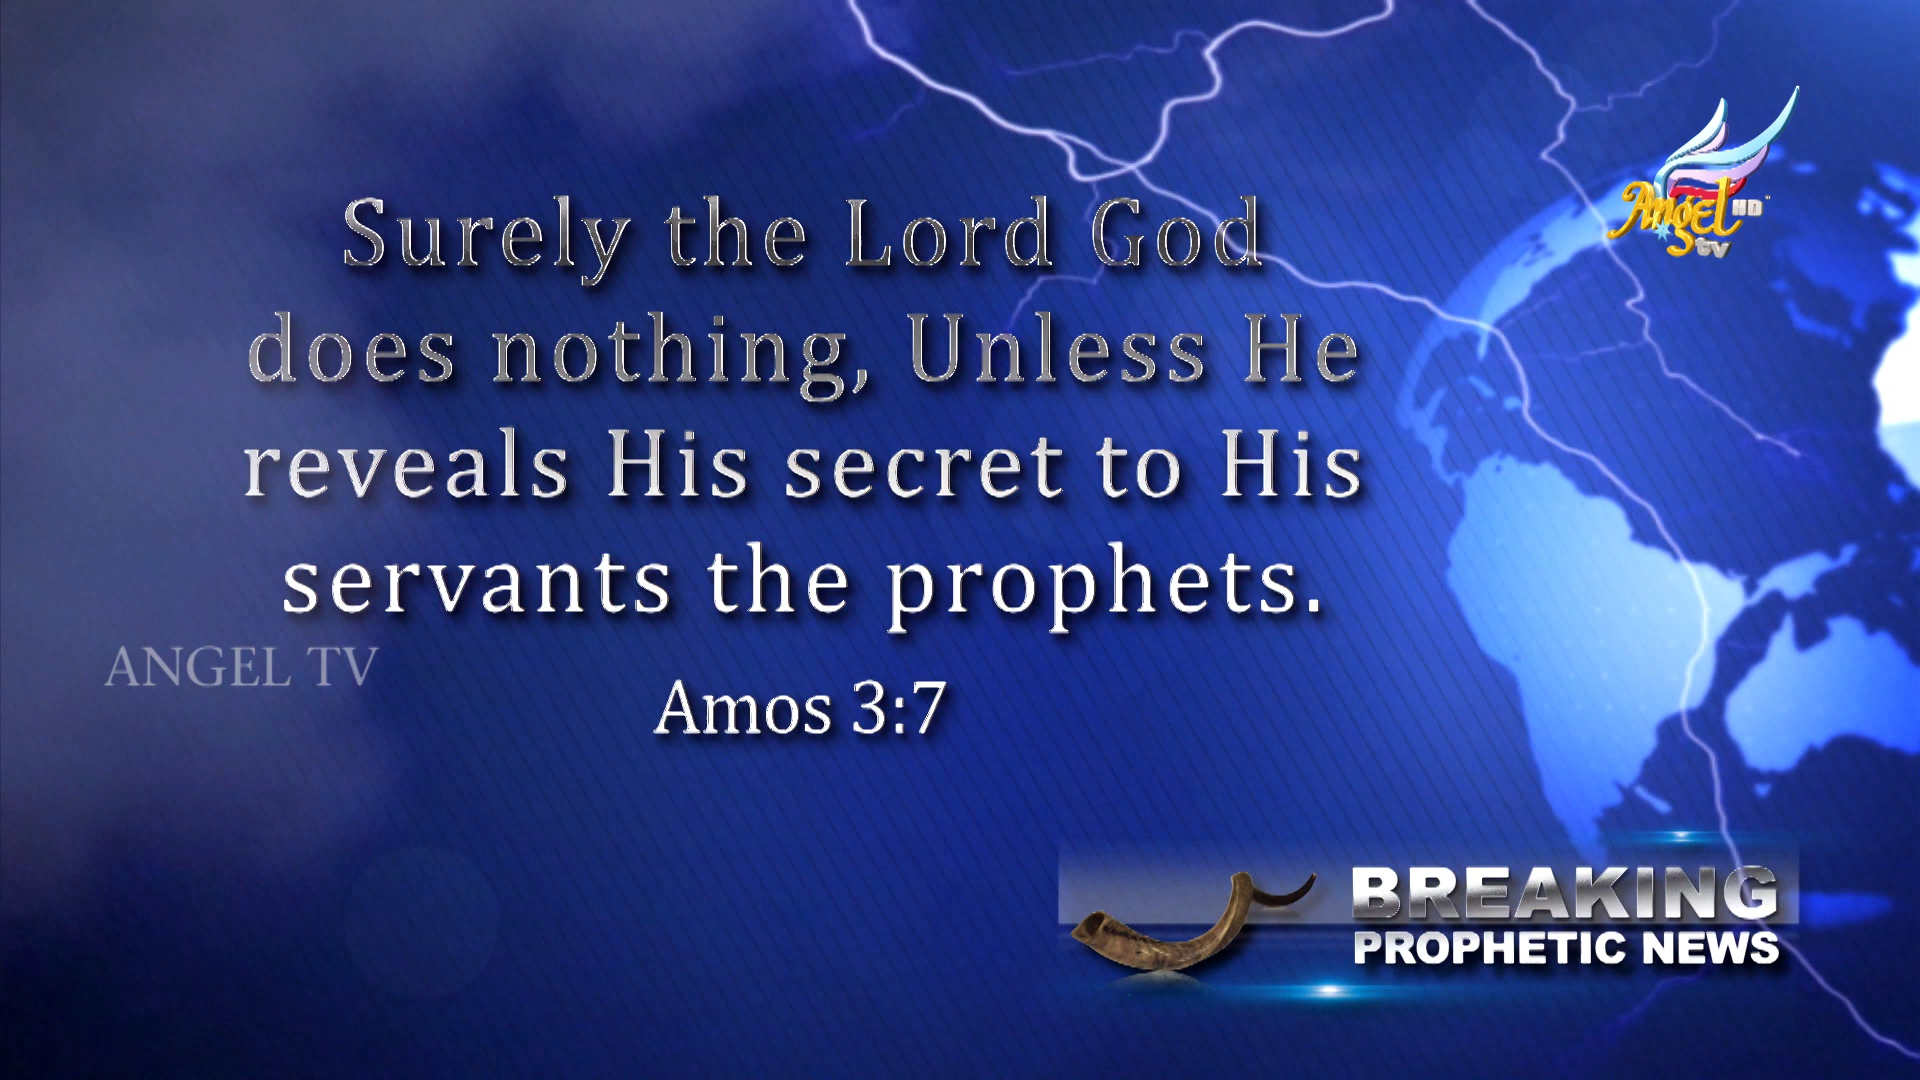 Angel HD
tv
Surely the Lord God
does nothing, Unless He
reveals His secret to His
servants the prophets.
ANGEL TV
Amos 3:7
BREAKING
PROPHETIC NEWS